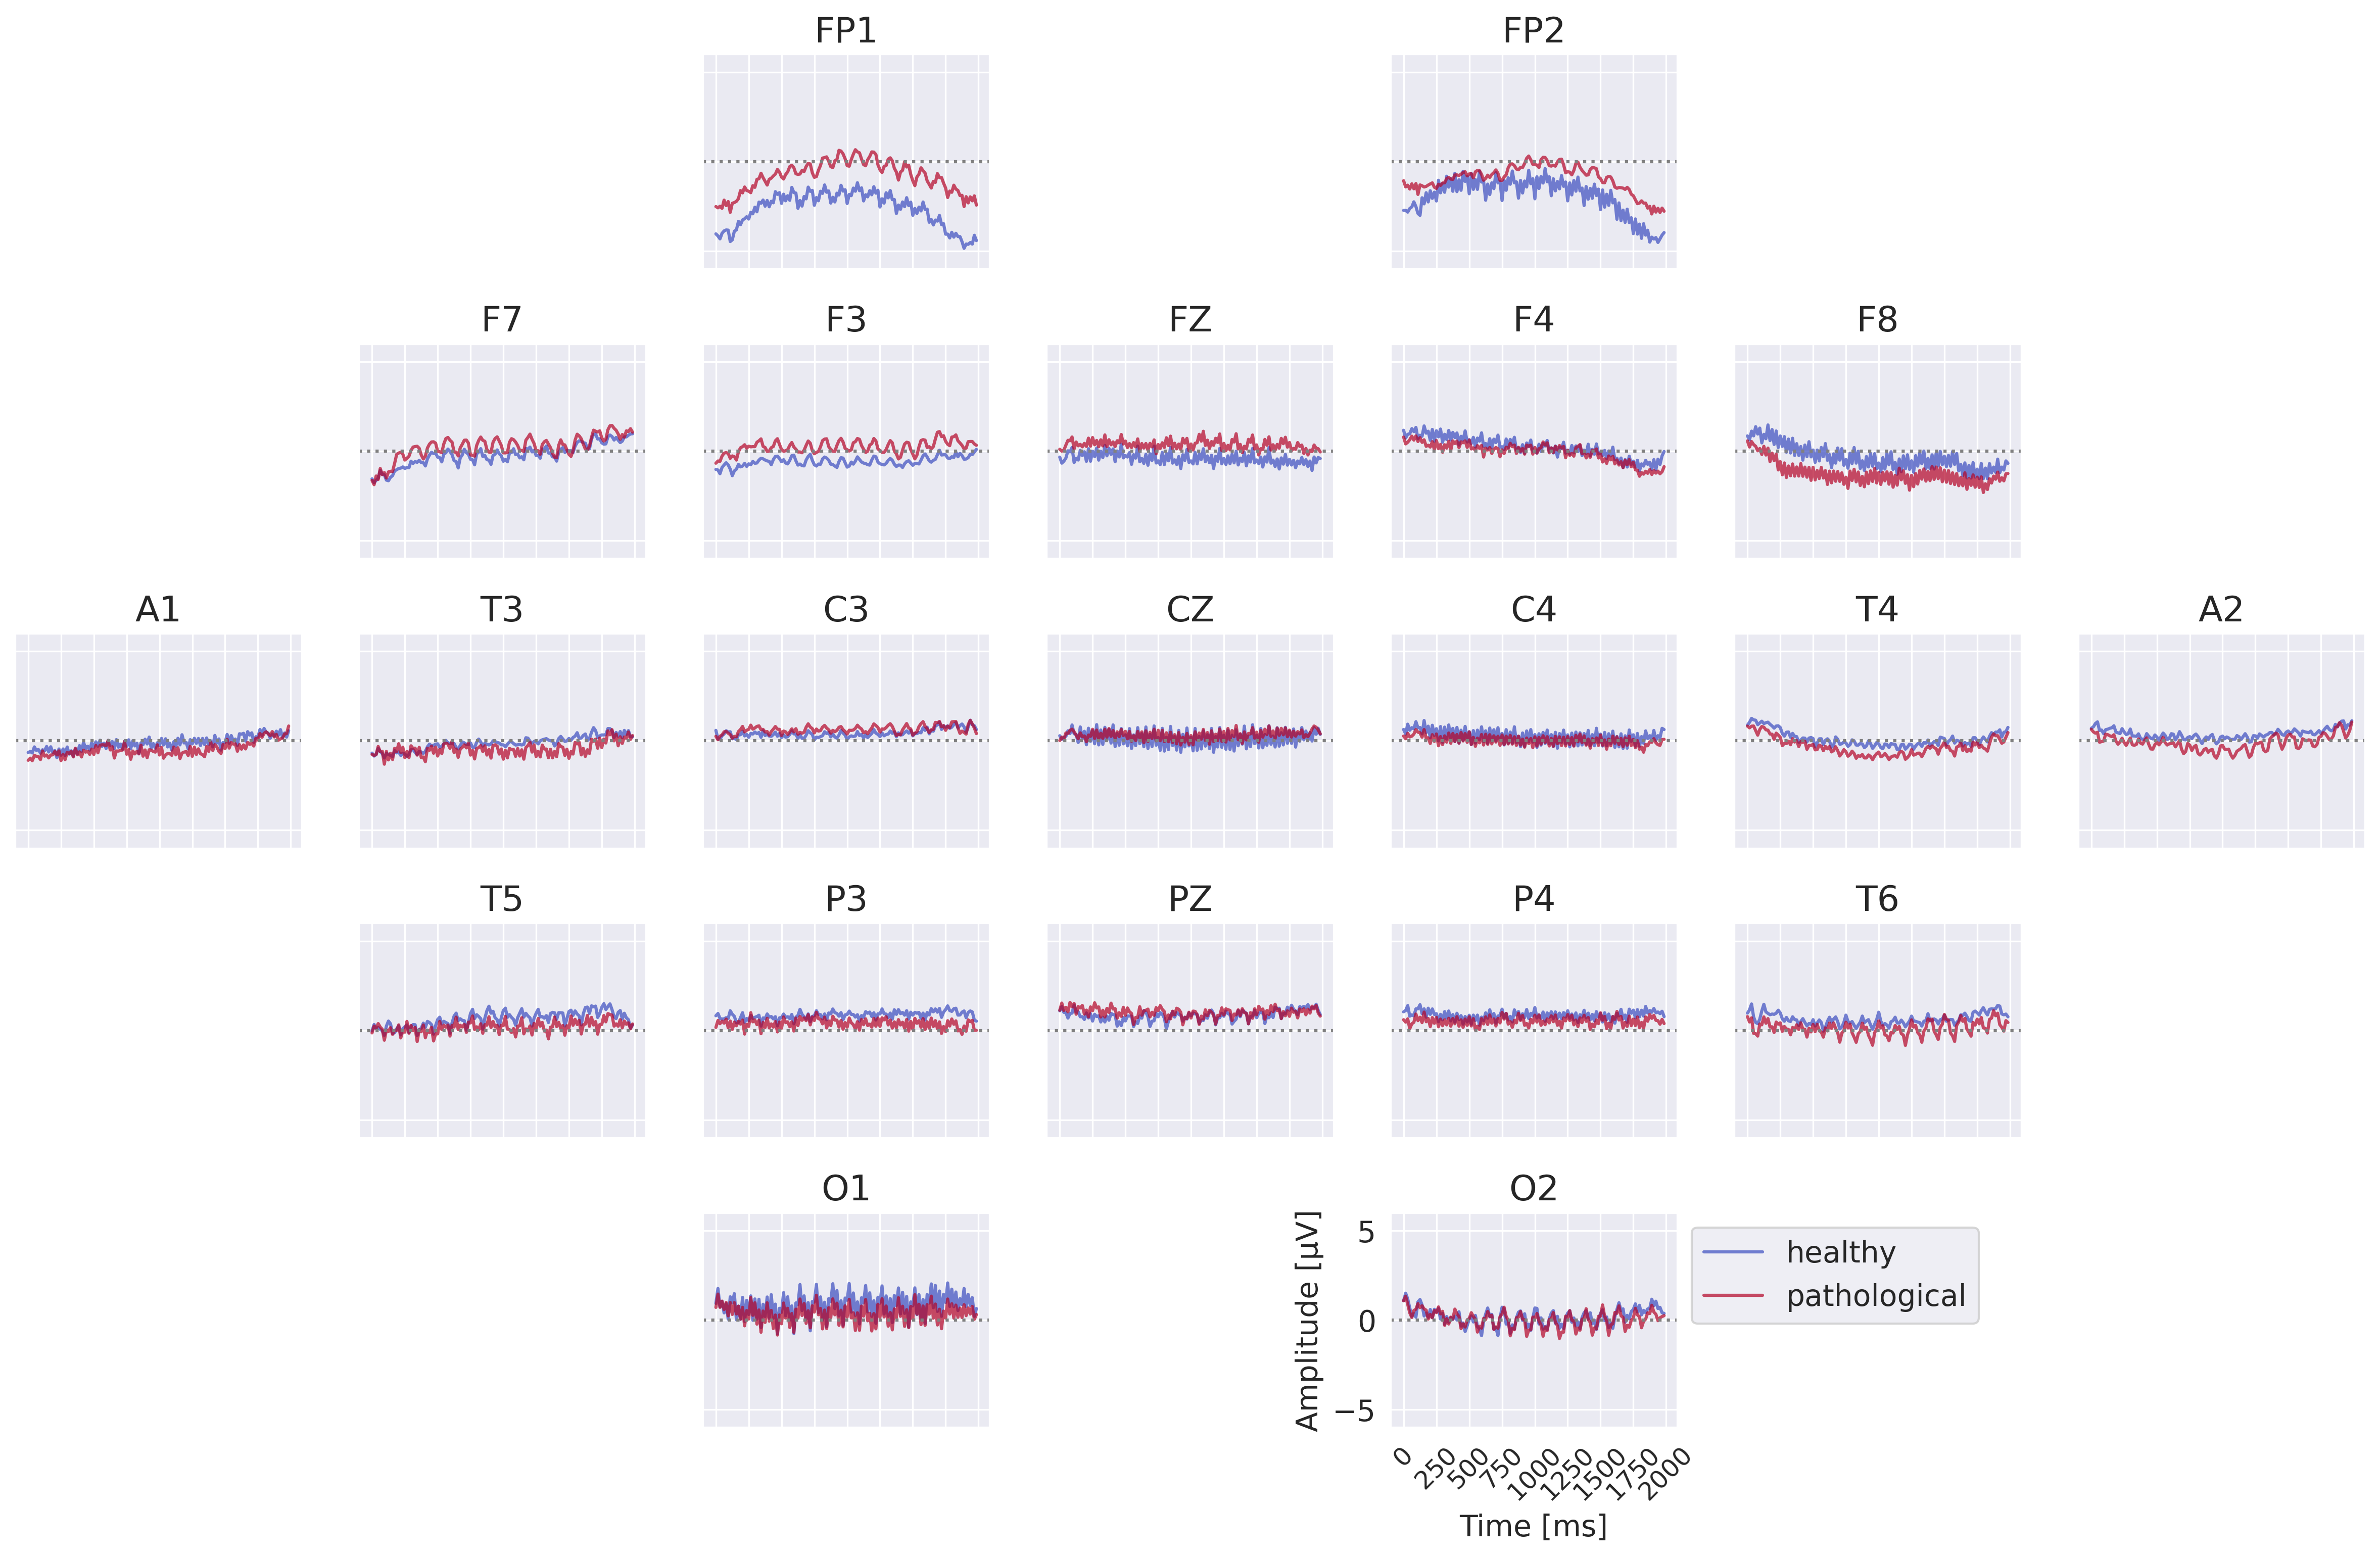 FP1
FP2
F7
F3
FZ
F4
F8
A1
T3
C3
CZ
C4
T4
A2
T5
P3
PZ
P4
T6
O1
O2
Amplitude [µV]
5
0
−5
healthy
pathological
0
250
500
750
1000
1250
1500
1750
2000
Time [ms]